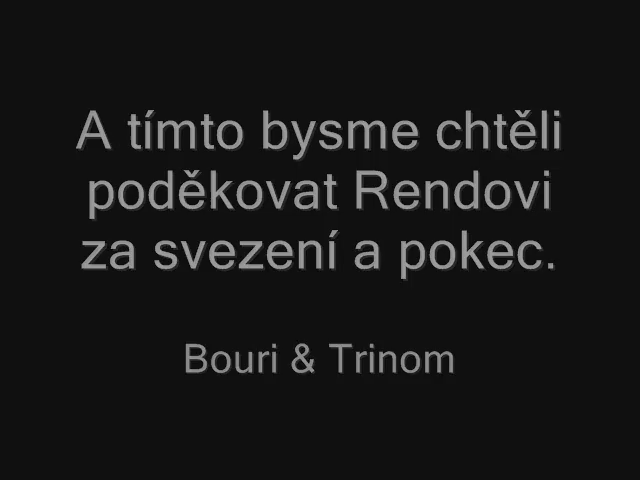 A tímto bysme chtěli
poděkovat Rendovi
za svezení a pokec.
Bouri & Trinom